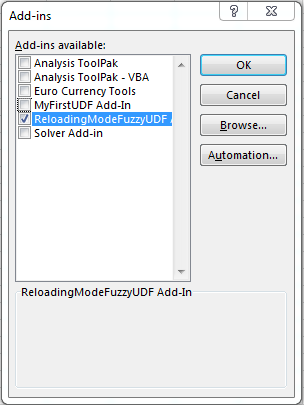 Add-ins
?
Add-ins available:
Analysis ToolPak
Analysis ToolPak - VBA
Euro Currency Tools
MyFirstUDF Add-In
ReloadingModeFuzzyUDF A
Solver Add-in
OK
Cancel
Browse...
Automation...
ReloadingModeFuzzyUDF Add-In